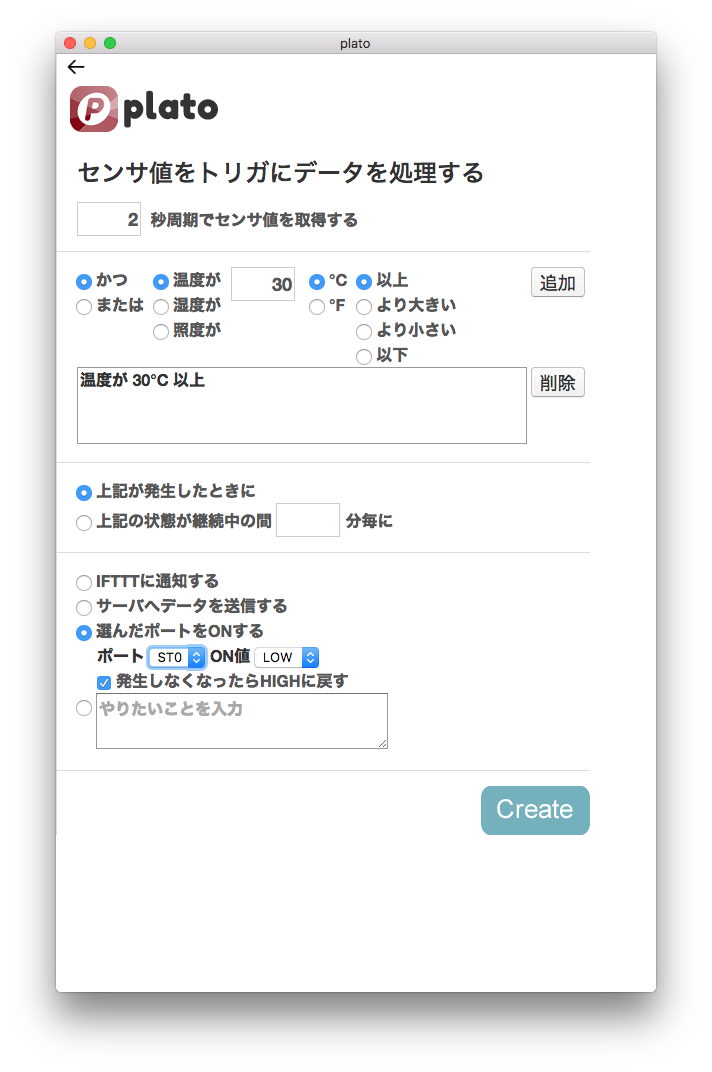 plato
plato
センサ値をトリガにデータを処理する
2 秒周期でセンサ値を取得する
かつ 温度が 30 °C 以上 追加
または 湿度が °F より大きい
照度が より小さい
以下
温度が 30°C 以上 削除
上記が発生したときに
上記の状態が継続中の間 分毎に
IFTTTに通知する
サーバへデータを送信する
選んだポートをONする
ポート ST0 ON値 LOW
発生しなくなったらHIGHに戻す
やりたいことを入力
Create